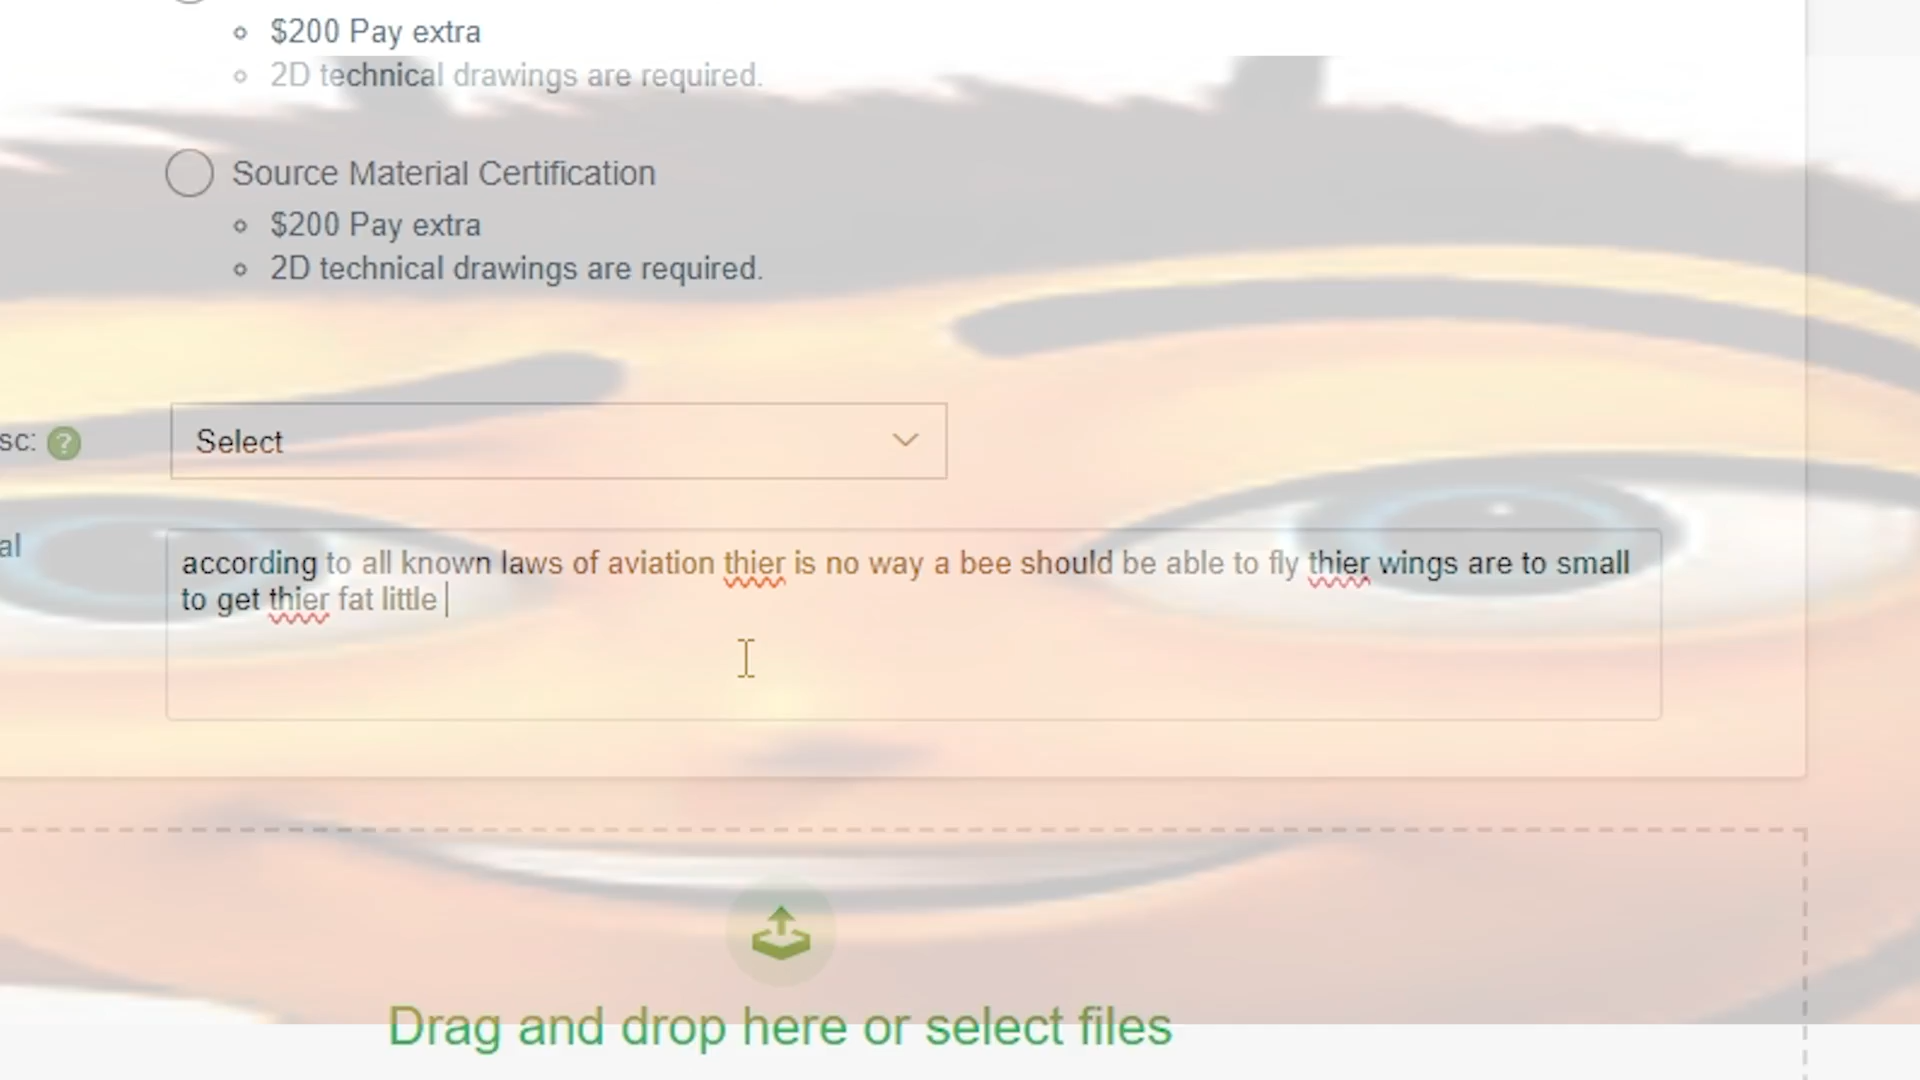 $200 Pay extra
2D technical drawings are required.
Source Material Certification
$200 Pay extra
2D technical drawings are required.
sc: ?
Select
al
according to all known laws of aviation thier is no way a bee should be able to fly thier wings are to small
to get thier fat little
Drag and drop here or select files